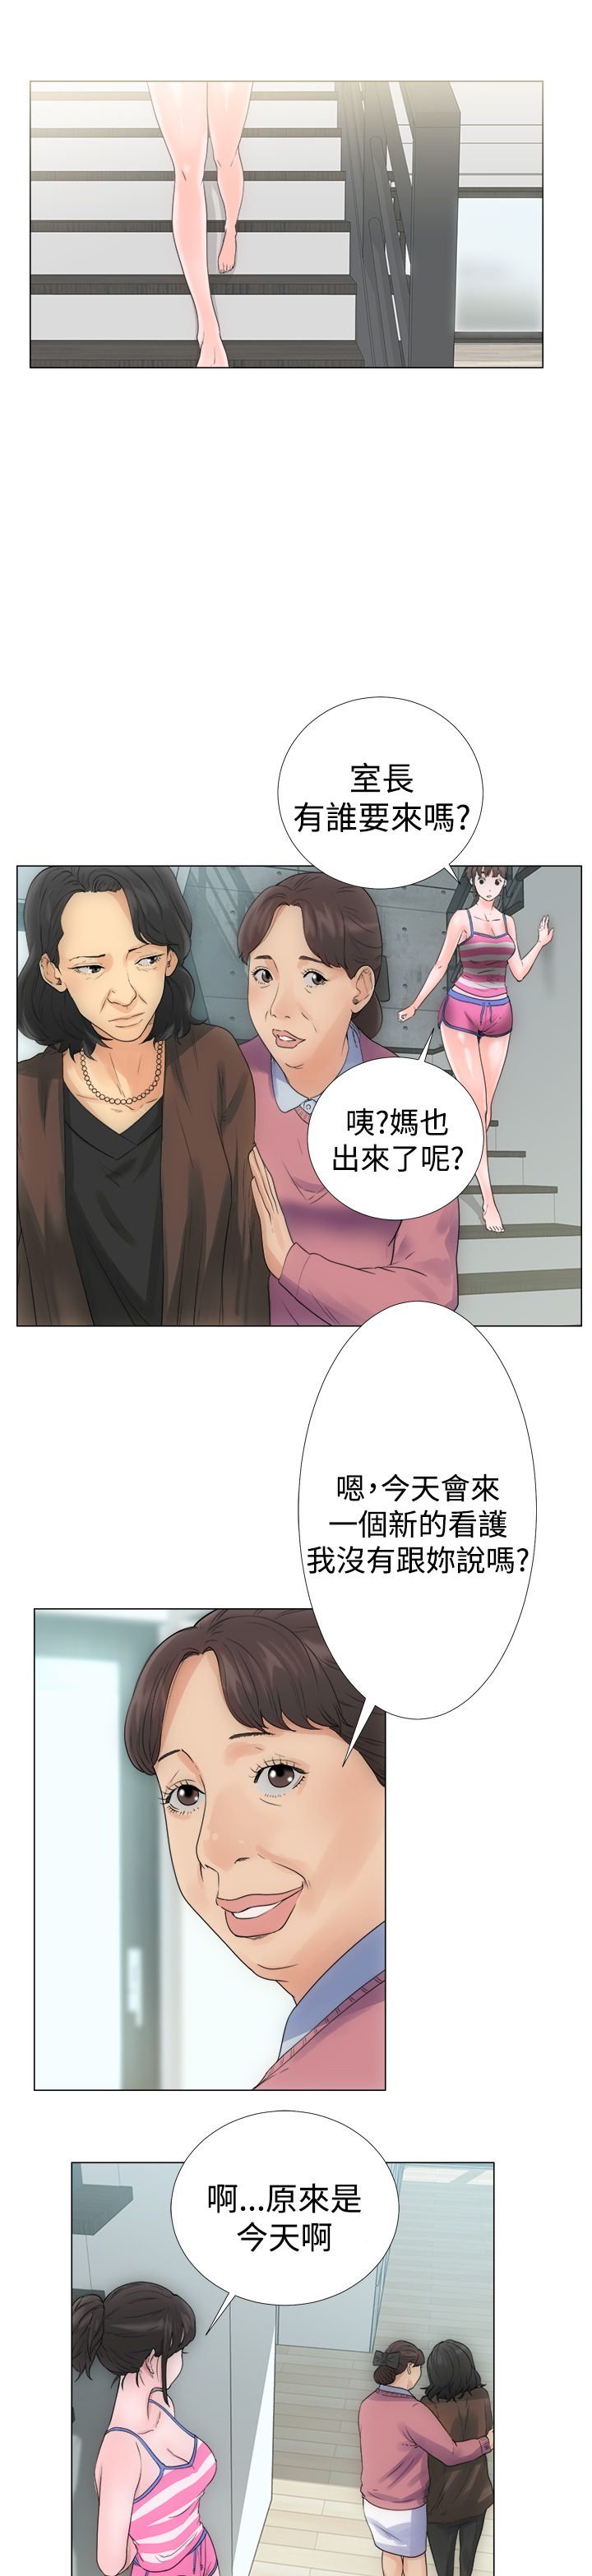 室長
有誰要來嗎?
咦?媽也
出來了呢?
嗯,今天會來
一個新的看護
我沒有跟妳說嗎?
啊...原來是
今天啊